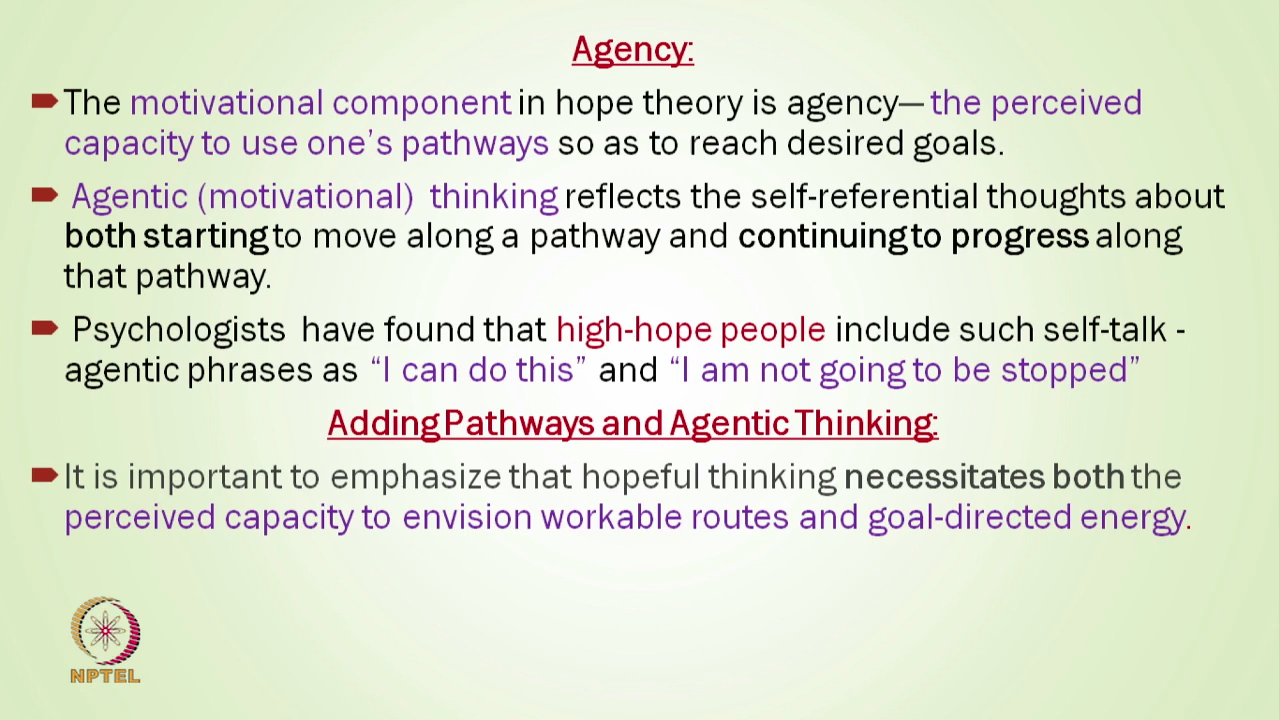 Agency:
The motivational component in hope theory is agency—the perceived
capacity to use one's pathways so as to reach desired goals.
Agentic (motivational) thinking reflects the self-referential thoughts about
both starting to move along a pathway and continuing to progress along
that pathway.
Psychologists have found that high-hope people include such self-talk -
agentic phrases as “I can do this” and “I am not going to be stopped”
Adding Pathways and Agentic Thinking:
It is important to emphasize that hopeful thinking necessitates both the
perceived capacity to envision workable routes and goal-directed energy.
NPTEL